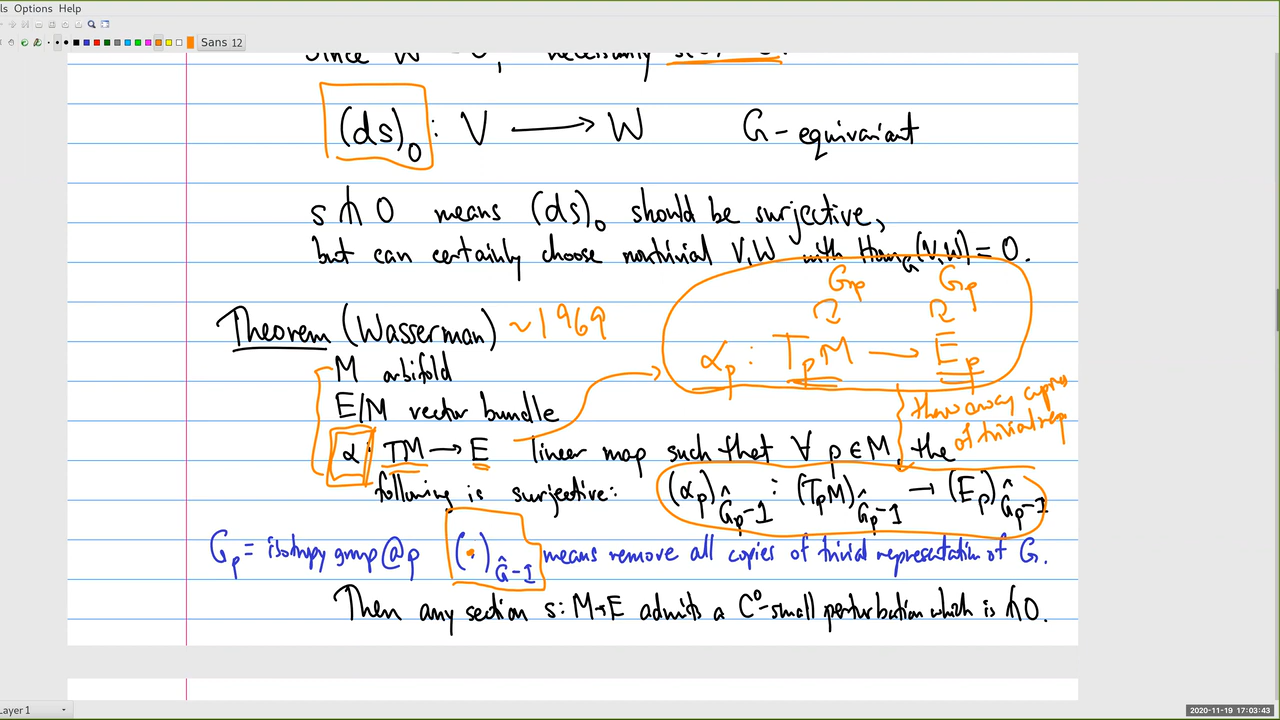 ls Options Help
Sans 12
Since W
necessarily
(ds)₀ : V ⟶ W G-equivariant
s ⋔ 0 means (ds)₀ should be surjective,
but can certainly choose nontrivial V,W with Hom_G(V,W) = 0.
G_p G_p
Theorem (Wasserman) ~1969
α_p : T_pM → E_p
M orbifold
E/M vector bundle
throw away copies
of trivial rep
α : TM → E linear map such that ∀ p ∈ M, the
following is surjective: (α_p)_{Ĝ_p-1} : (T_pM)_{Ĝ_p-1} → (E_p)_{Ĝ_p-1}
G_p = isotropy group @ p (·)_{Ĝ-1} means remove all copies of trivial representation of G.
Then any section s: M→E admits a C⁰-small perturbation which is ⋔ 0.
Layer 1
2020-11-19 17:03:43